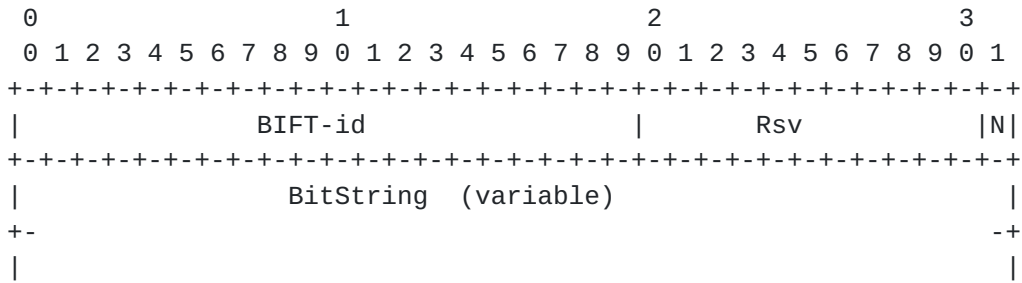 0                   1                   2                   3
 0 1 2 3 4 5 6 7 8 9 0 1 2 3 4 5 6 7 8 9 0 1 2 3 4 5 6 7 8 9 0 1
+-+-+-+-+-+-+-+-+-+-+-+-+-+-+-+-+-+-+-+-+-+-+-+-+-+-+-+-+-+-+-+-+
|               BIFT-id                 |       Rsv           |N|
+-+-+-+-+-+-+-+-+-+-+-+-+-+-+-+-+-+-+-+-+-+-+-+-+-+-+-+-+-+-+-+-+
|                 BitString  (variable)                         |
+-                                                             -+
|                                                               |